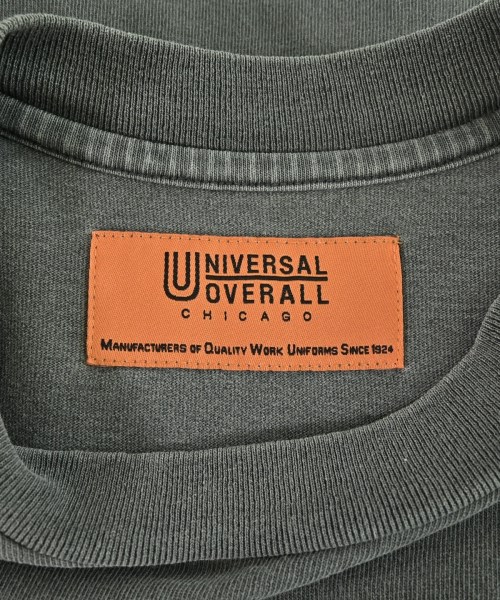 UNIVERSAL
OVERALL
CHICAGO
MANUFACTURERS OF QUALITY WORK UNIFORMS SINCE 1924